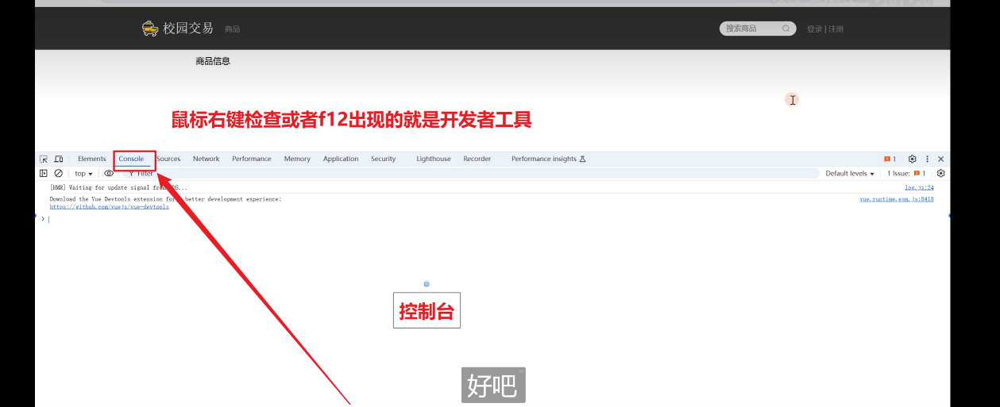 校园交易 商品 搜索商品 登录 | 注册
商品信息
鼠标右键检查或者f12出现的就是开发者工具
Elements Console Sources Network Performance Memory Application Security Lighthouse Recorder Performance insights 1
top Filter Default levels 1 Issue: 1
[HMR] Waiting for update signal from WDS... log.js:24
Download the Vue Devtools extension for a better development experience: vue.runtime.esm.js:8418
https://github.com/vuejs/vue-devtools
控制台
好吧